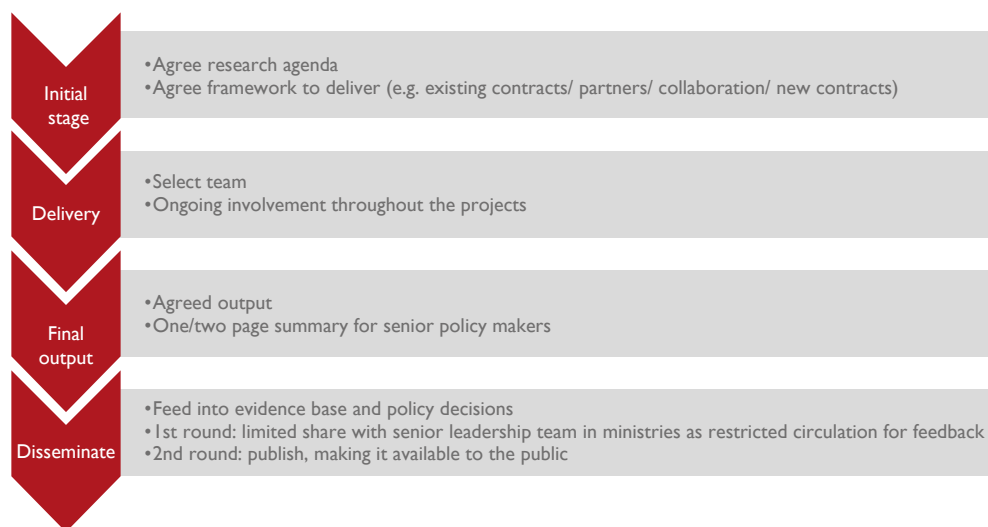 Initial
stage
•Agree research agenda
•Agree framework to deliver (e.g. existing contracts/ partners/ collaboration/ new contracts)
Delivery
•Select team
•Ongoing involvement throughout the projects
Final
output
•Agreed output
•One/two page summary for senior policy makers
Disseminate
•Feed into evidence base and policy decisions
•1st round: limited share with senior leadership team in ministries as restricted circulation for feedback
•2nd round: publish, making it available to the public